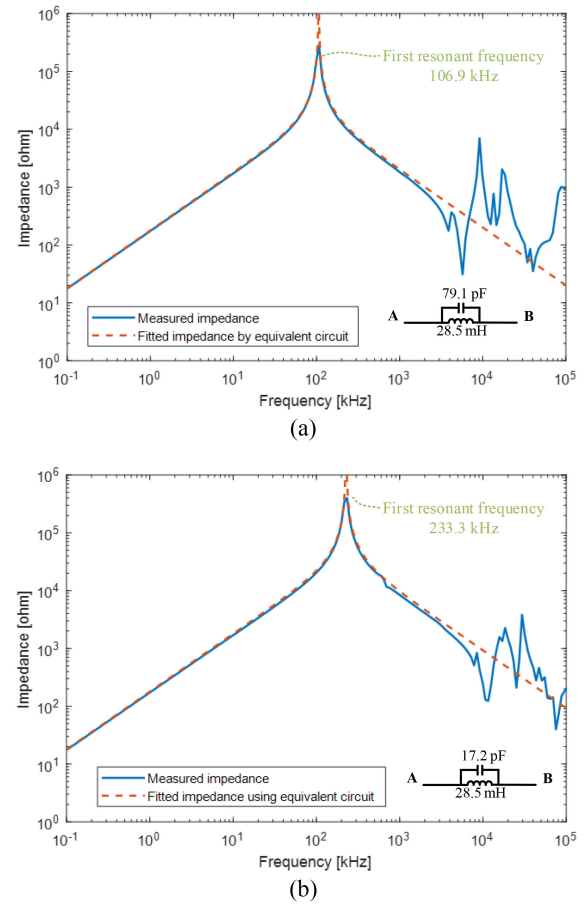 10^6
10^5
10^4
10^3
10^2
10^1
10^0
Impedance [ohm]
First resonant frequency
106.9 kHz
Measured impedance
Fitted impedance by equivalent circuit
79.1 pF
A
B
28.5 mH
10^-1
10^0
10^1
10^2
10^3
10^4
10^5
Frequency [kHz]
(a)
10^6
10^5
10^4
10^3
10^2
10^1
10^0
Impedance [ohm]
First resonant frequency
233.3 kHz
Measured impedance
Fitted impedance using equivalent circuit
17.2 pF
A
B
28.5 mH
10^-1
10^0
10^1
10^2
10^3
10^4
10^5
Frequency [kHz]
(b)